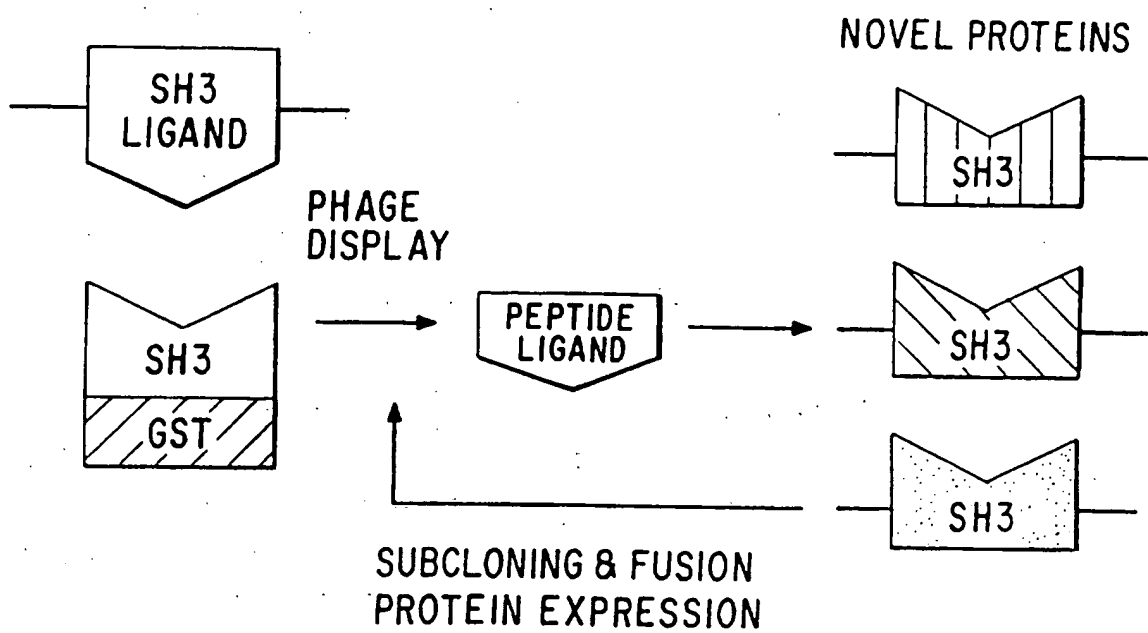 NOVEL PROTEINS
SH3
LIGAND
PHAGE
DISPLAY
SH3
GST
PEPTIDE
LIGAND
SH3
SH3
SH3
SUBCLONING & FUSION
PROTEIN EXPRESSION